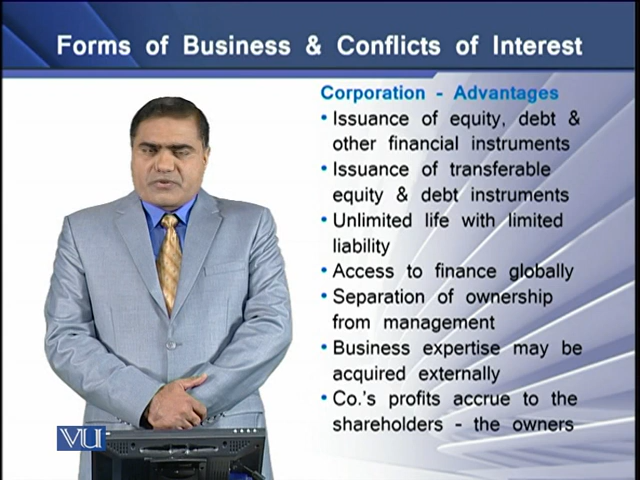 Forms of Business & Conflicts of Interest
Corporation - Advantages
• Issuance of equity, debt &
other financial instruments
• Issuance of transferable
equity & debt instruments
• Unlimited life with limited
liability
• Access to finance globally
• Separation of ownership
from management
• Business expertise may be
acquired externally
• Co.'s profits accrue to the
shareholders - the owners
VU